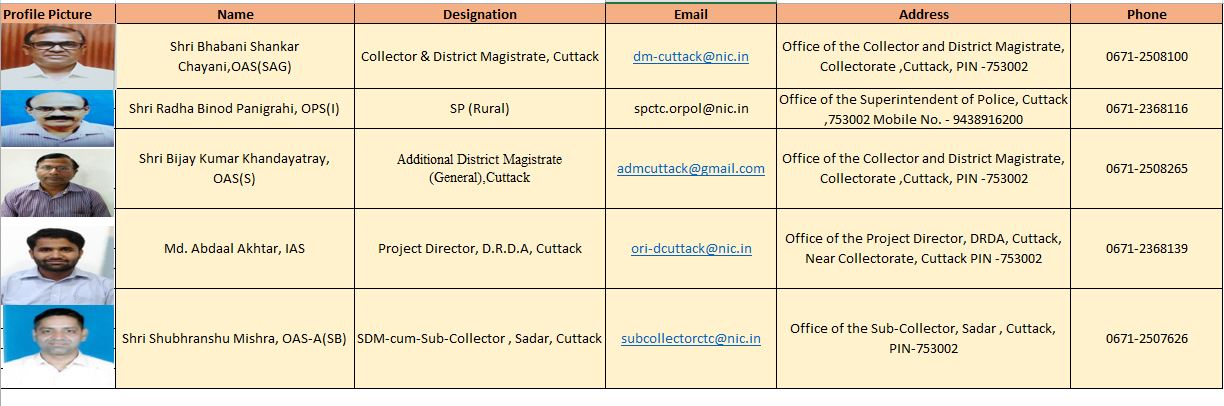 Profile Picture Name Designation Email Address Phone
Shri Bhabani Shankar
Chayani,OAS(SAG)
Collector & District Magistrate, Cuttack
dm-cuttack@nic.in
Office of the Collector and District Magistrate,
Collectorate ,Cuttack, PIN -753002
0671-2508100
Shri Radha Binod Panigrahi, OPS(I)
SP (Rural)
spctc.orpol@nic.in
Office of the Superintendent of Police, Cuttack
,753002 Mobile No. - 9438916200
0671-2368116
Shri Bijay Kumar Khandayatray,
OAS(S)
Additional District Magistrate
(General),Cuttack
admcuttack@gmail.com
Office of the Collector and District Magistrate,
Collectorate ,Cuttack, PIN -753002
0671-2508265
Md. Abdaal Akhtar, IAS
Project Director, D.R.D.A, Cuttack
ori-dcuttack@nic.in
Office of the Project Director, DRDA, Cuttack,
Near Collectorate, Cuttack PIN -753002
0671-2368139
Shri Shubhranshu Mishra, OAS-A(SB)
SDM-cum-Sub-Collector , Sadar, Cuttack
subcollectorctc@nic.in
Office of the Sub-Collector, Sadar , Cuttack,
PIN-753002
0671-2507626